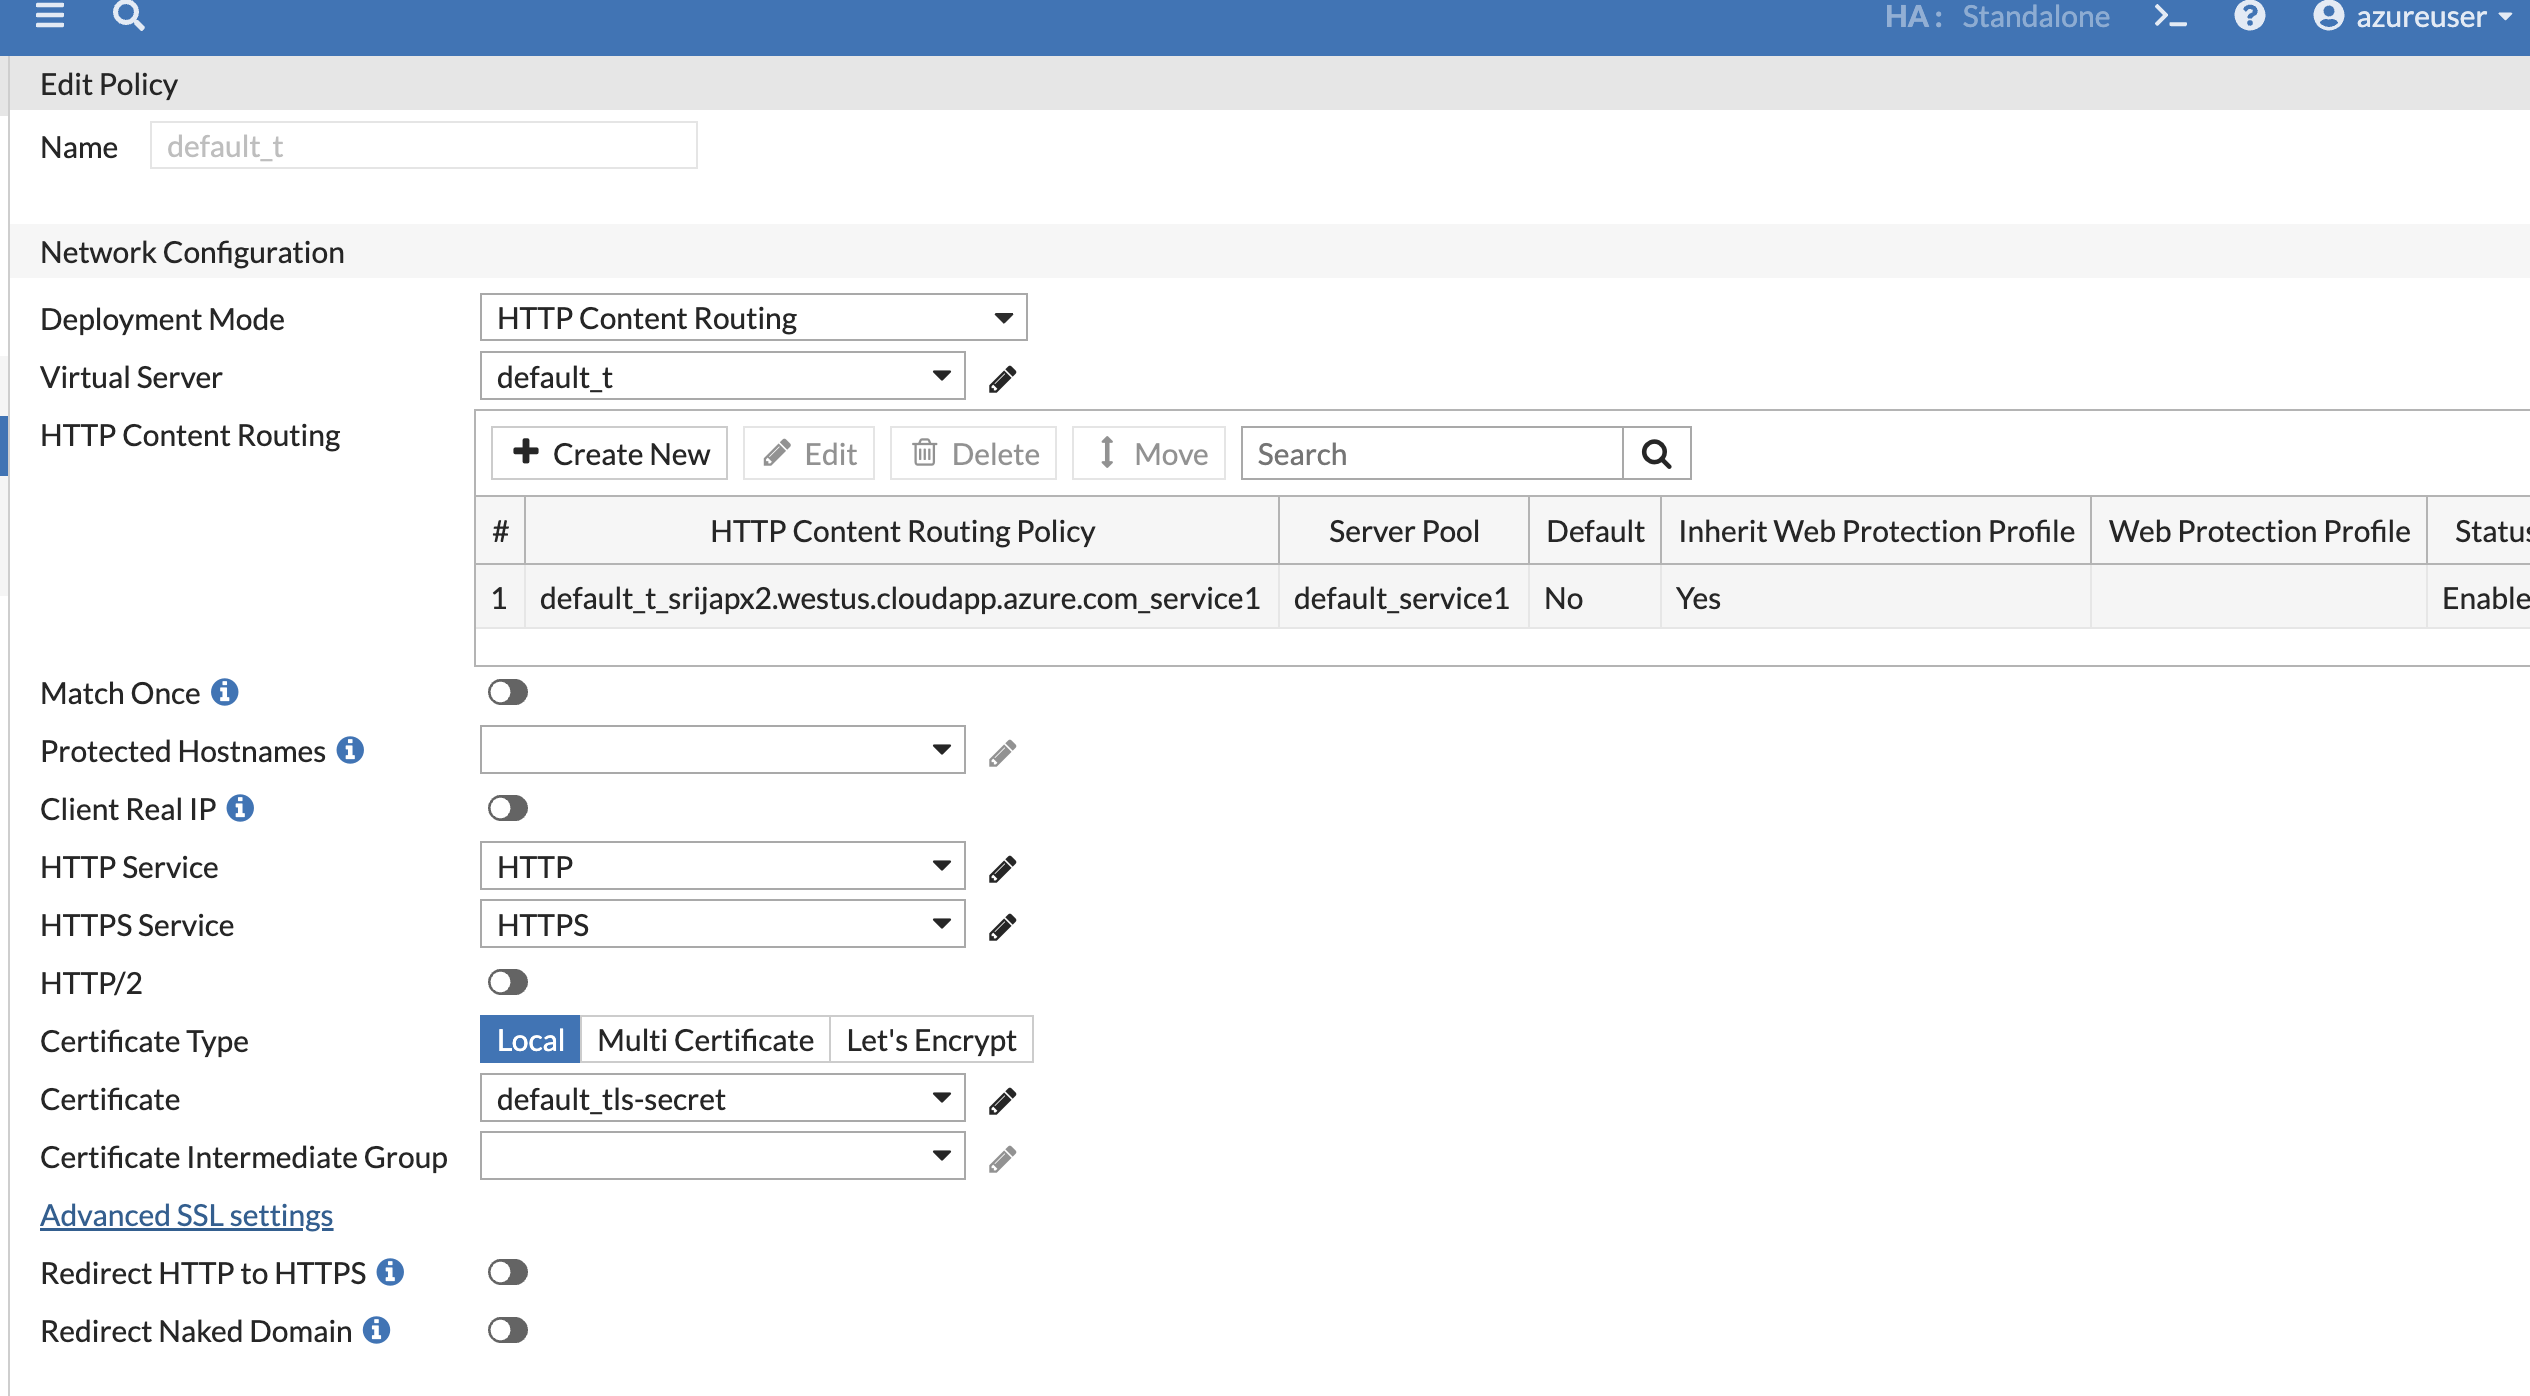 HA: Standalone >_ azureuser
Edit Policy
Name default_t
Network Configuration
Deployment Mode HTTP Content Routing
Virtual Server default_t
HTTP Content Routing Create New Edit Delete Move Search
# HTTP Content Routing Policy Server Pool Default Inherit Web Protection Profile Web Protection Profile Status
1 default_t_srijapx2.westus.cloudapp.azure.com_service1 default_service1 No Yes Enable
Match Once
Protected Hostnames
Client Real IP
HTTP Service HTTP
HTTPS Service HTTPS
HTTP/2
Certificate Type Local Multi Certificate Let's Encrypt
Certificate default_tls-secret
Certificate Intermediate Group
Advanced SSL settings
Redirect HTTP to HTTPS
Redirect Naked Domain